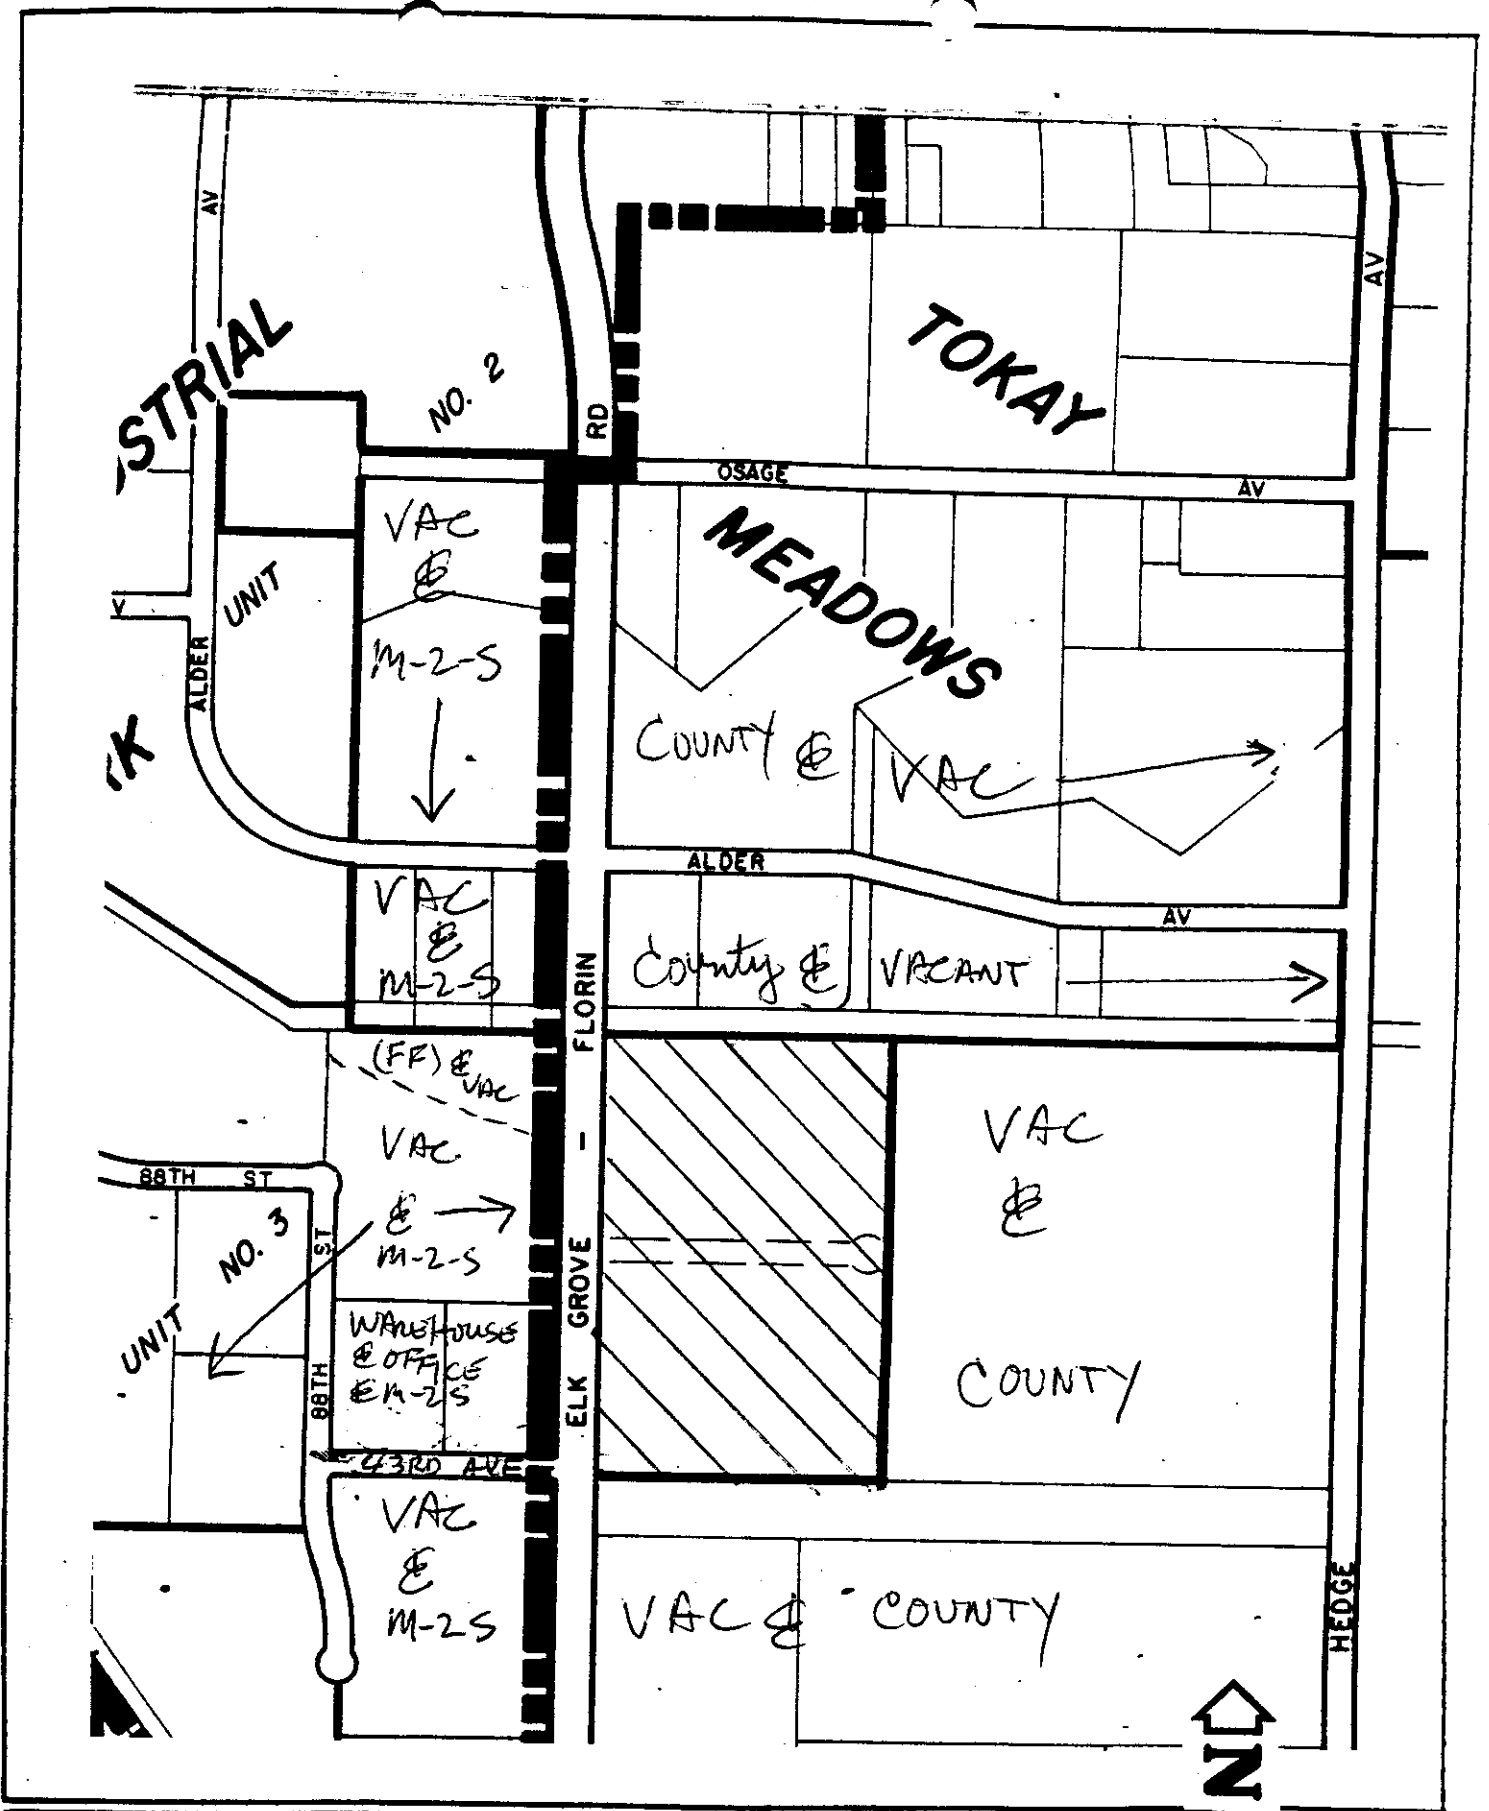 AV
STRIAL
NO. 2
RD
TOKAY
AV
OSAGE
AV
VAC
&
M-2-S
UNIT
V
ALDER
MEADOWS
COUNTY & VAC
ALDER
AV
VAC
&
M-2-S
FLORIN
County & VACANT
(FF) &
VAC
VAC
&
M-2-S
88TH ST
NO. 3
ST
UNIT
88TH
WAREHOUSE
& OFFICE
& M-2S
ELK GROVE –
VAC
&
COUNTY
43RD AVE
VAC
&
M-2S
VAC & COUNTY
HEDGE
N